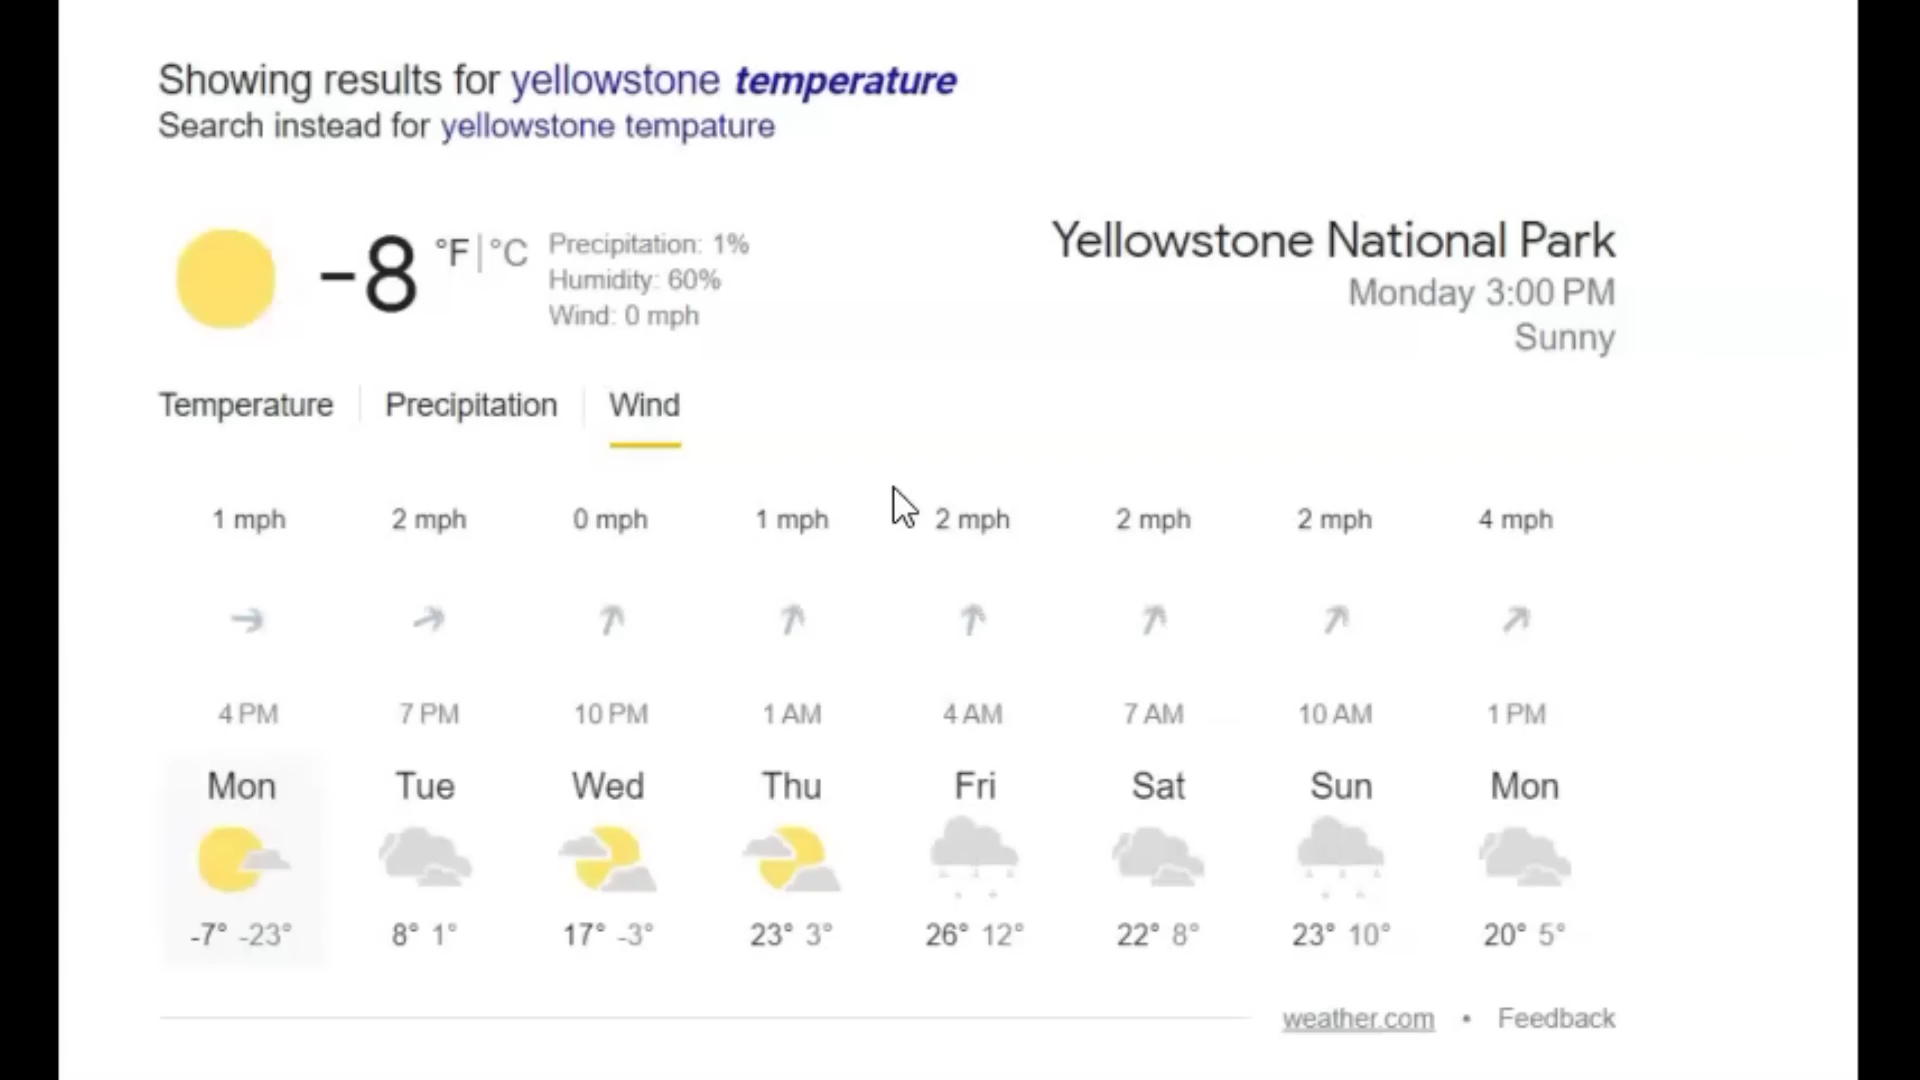 Showing results for yellowstone temperature
Search instead for yellowstone tempature
-8 °F | °C
Precipitation: 1%
Humidity: 60%
Wind: 0 mph
Yellowstone National Park
Monday 3:00 PM
Sunny
Temperature Precipitation Wind
1 mph 2 mph 0 mph 1 mph 2 mph 2 mph 2 mph 4 mph
4 PM 7 PM 10 PM 1 AM 4 AM 7 AM 10 AM 1 PM
Mon Tue Wed Thu Fri Sat Sun Mon
-7° -23° 8° 1° 17° -3° 23° 3° 26° 12° 22° 8° 23° 10° 20° 5°
weather.com • Feedback